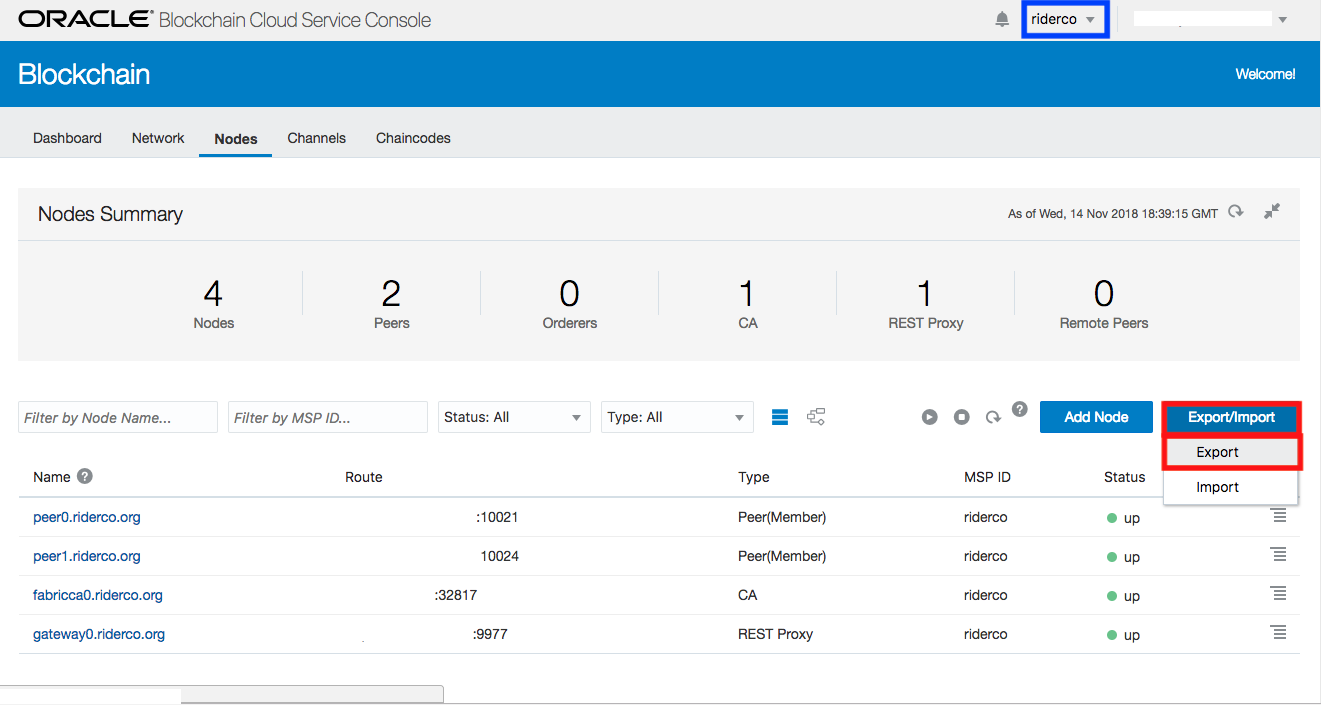 ORACLE® Blockchain Cloud Service Console riderco
Blockchain Welcome!
Dashboard Network Nodes Channels Chaincodes
Nodes Summary As of Wed, 14 Nov 2018 18:39:15 GMT
4 2 0 1 1 0
Nodes Peers Orderers CA REST Proxy Remote Peers
Filter by Node Name... Filter by MSP ID... Status: All Type: All ? Add Node Export/Import
Export
Import
Name ? Route Type MSP ID Status
peer0.riderco.org :10021 Peer(Member) riderco up
peer1.riderco.org 10024 Peer(Member) riderco up
fabricca0.riderco.org :32817 CA riderco up
gateway0.riderco.org :9977 REST Proxy riderco up